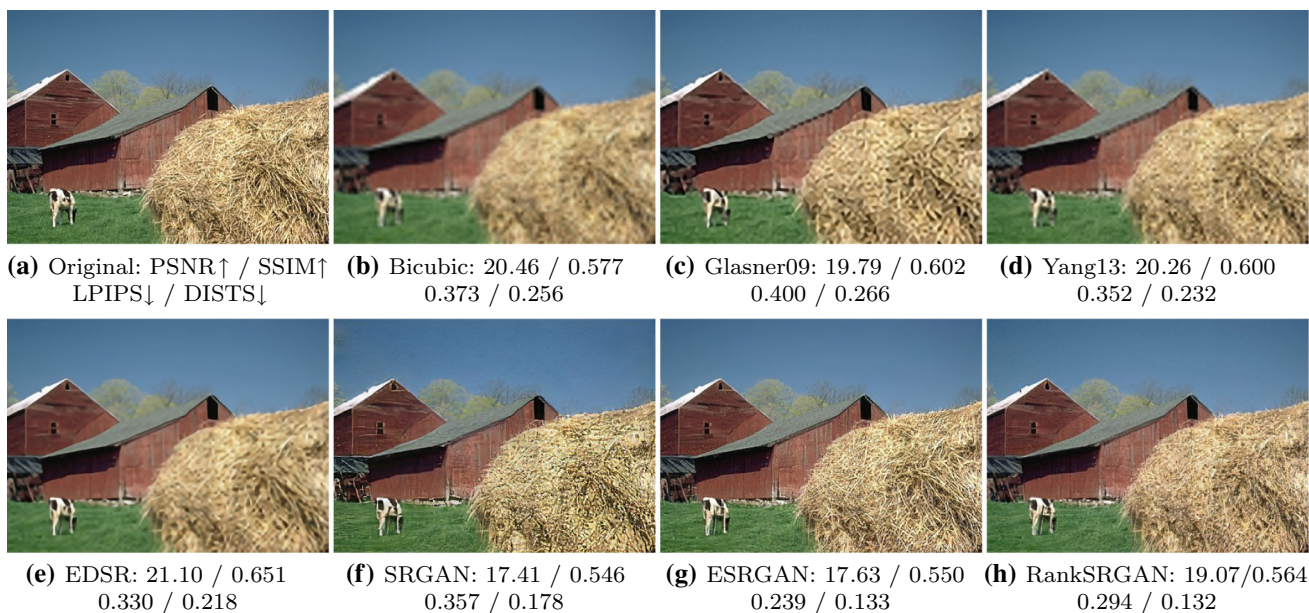 (a) Original: PSNR↑ / SSIM↑
LPIPS↓ / DISTS↓
(b) Bicubic: 20.46 / 0.577
0.373 / 0.256
(c) Glasner09: 19.79 / 0.602
0.400 / 0.266
(d) Yang13: 20.26 / 0.600
0.352 / 0.232
(e) EDSR: 21.10 / 0.651
0.330 / 0.218
(f) SRGAN: 17.41 / 0.546
0.357 / 0.178
(g) ESRGAN: 17.63 / 0.550
0.239 / 0.133
(h) RankSRGAN: 19.07/0.564
0.294 / 0.132